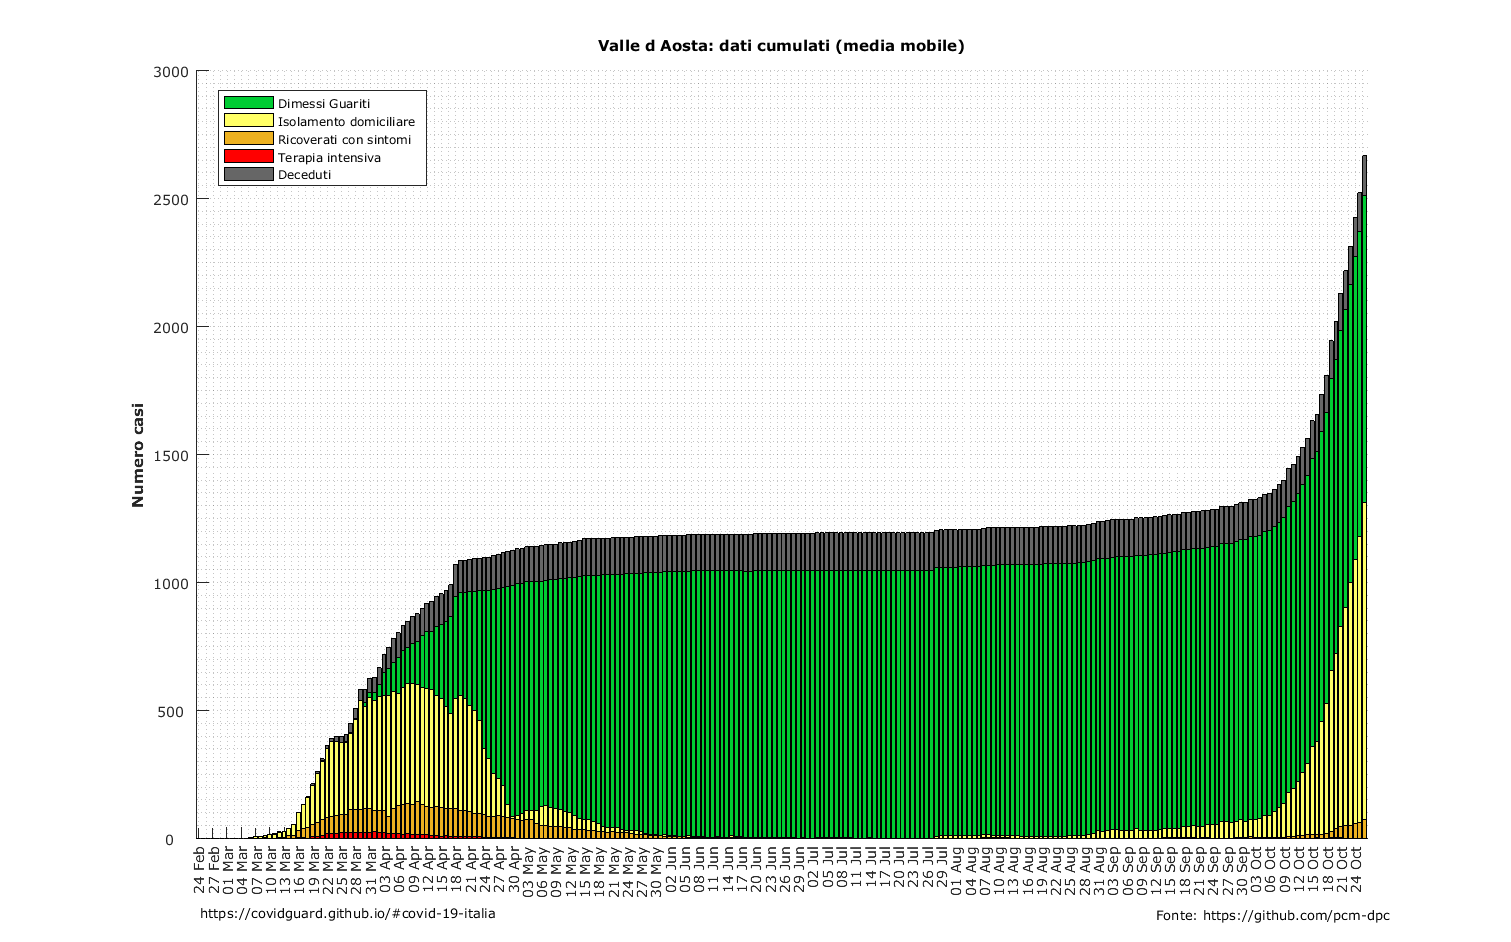 Valle d Aosta: dati cumulati (media mobile)
3000
2500
2000
1500
1000
500
0
Numero casi
Dimessi Guariti
Isolamento domiciliare
Ricoverati con sintomi
Terapia intensiva
Deceduti
24 Feb
27 Feb
01 Mar
04 Mar
07 Mar
10 Mar
13 Mar
16 Mar
19 Mar
22 Mar
25 Mar
28 Mar
31 Mar
03 Apr
06 Apr
09 Apr
12 Apr
15 Apr
18 Apr
21 Apr
24 Apr
27 Apr
30 Apr
03 May
06 May
09 May
12 May
15 May
18 May
21 May
24 May
27 May
30 May
02 Jun
05 Jun
08 Jun
11 Jun
14 Jun
17 Jun
20 Jun
23 Jun
26 Jun
29 Jun
02 Jul
05 Jul
08 Jul
11 Jul
14 Jul
17 Jul
20 Jul
23 Jul
26 Jul
29 Jul
01 Aug
04 Aug
07 Aug
10 Aug
13 Aug
16 Aug
19 Aug
22 Aug
25 Aug
28 Aug
31 Aug
03 Sep
06 Sep
09 Sep
12 Sep
15 Sep
18 Sep
21 Sep
24 Sep
27 Sep
30 Sep
03 Oct
06 Oct
09 Oct
12 Oct
15 Oct
18 Oct
21 Oct
24 Oct
https://covidguard.github.io/#covid-19-italia
Fonte: https://github.com/pcm-dpc